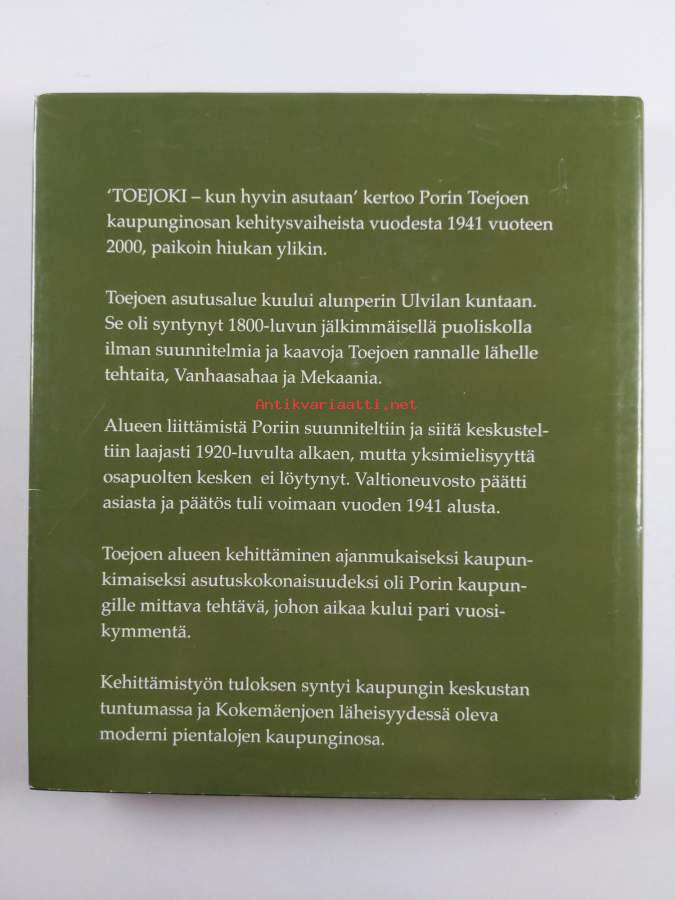 ‘TOEJOKI – kun hyvin asutaan’ kertoo Porin Toejoen
kaupunginosan kehitysvaiheista vuodesta 1941 vuoteen
2000, paikoin hiukan ylikin.
Toejoen asutusalue kuului alunperin Ulvilan kuntaan.
Se oli syntynyt 1800-luvun jälkimmäisellä puoliskolla
ilman suunnitelmia ja kaavoja Toejoen rannalle lähelle
tehtaita, Vanhaasahaa ja Mekaania.
Antikvariaatti.net
Alueen liittämistä Poriin suunniteltiin ja siitä keskustel-
tiin laajasti 1920-luvulta alkaen, mutta yksimielisyyttä
osapuolten kesken ei löytynyt. Valtioneuvosto päätti
asiasta ja päätös tuli voimaan vuoden 1941 alusta.
Toejoen alueen kehittäminen ajanmukaiseksi kaupun-
kimaiseksi asutuskokonaisuudeksi oli Porin kaupun-
gille mittava tehtävä, johon aikaa kului pari vuosi-
kymmentä.
Kehittämistyön tuloksen syntyi kaupungin keskustan
tuntumassa ja Kokemäenjoen läheisyydessä oleva
moderni pientalojen kaupunginosa.